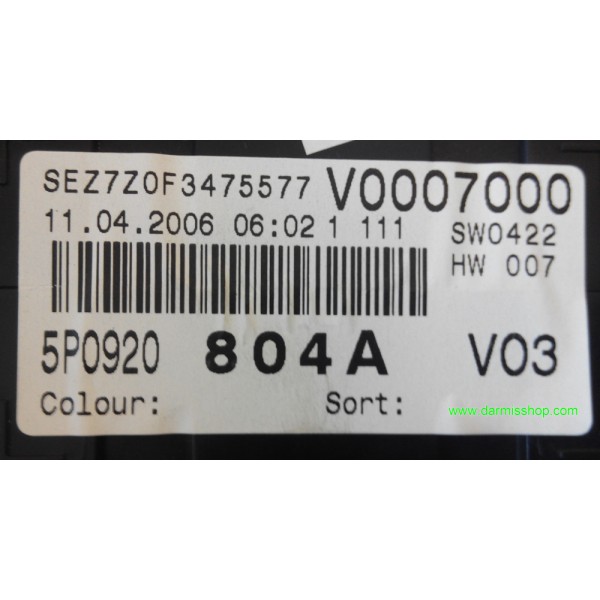 SEZ7Z0F3475577 V0007000
11.04.2006 06:02 1 111 SW0422
HW 007
5P0920 804A V03
Colour: Sort:
www.darmisshop.com